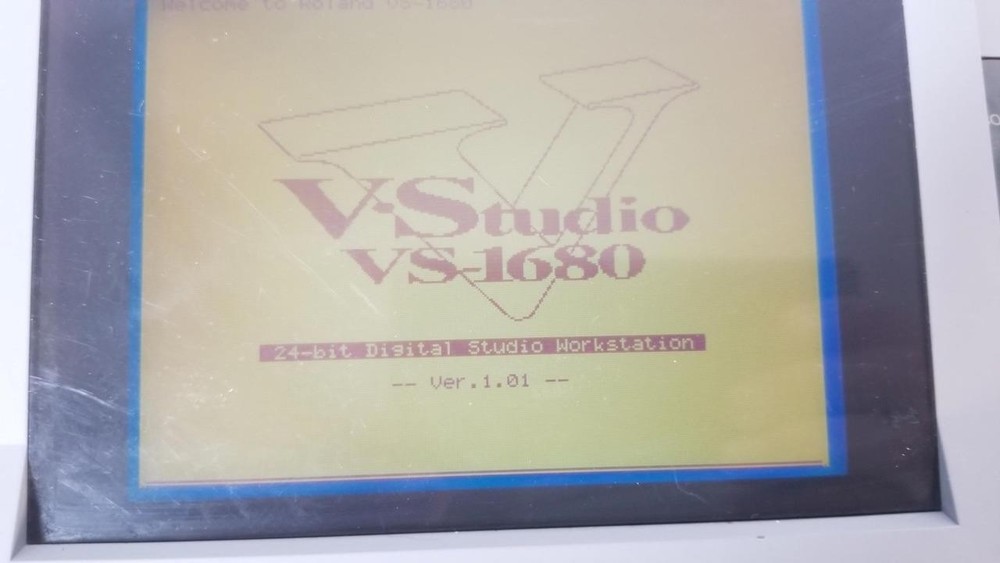 Welcome to Roland VS-1680
V-Studio
VS-1680
24-bit Digital Studio Workstation
-- Ver.1.01 --